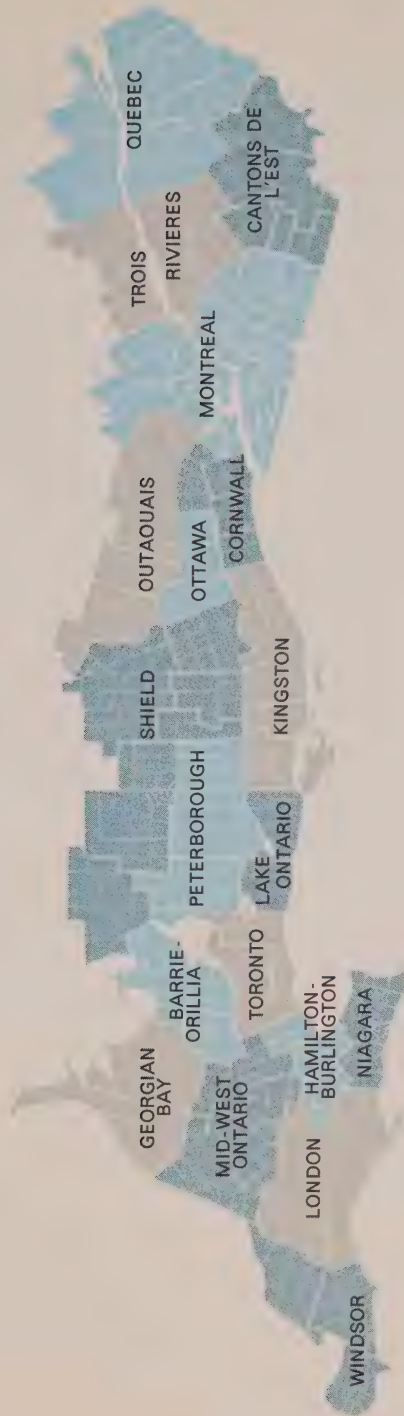 QUEBEC
TROIS
RIVIERES
CANTONS DE
L'EST
MONTREAL
OUTAOUAIS
OTTAWA
CORNWALL
SHIELD
KINGSTON
PETERBOROUGH
LAKE
ONTARIO
BARRIE-
ORILLIA
TORONTO
GEORGIAN
BAY
MID-WEST
ONTARIO
HAMILTON-
BURLINGTON
NIAGARA
LONDON
WINDSOR